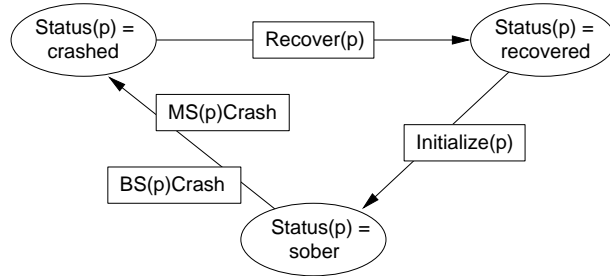 Status(p) =
crashed
Recover(p)
Status(p) =
recovered
MS(p)Crash
Initialize(p)
BS(p)Crash
Status(p) =
sober